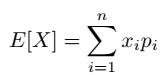 E[X] = \sum_{i=1}^{n} x_i p_i